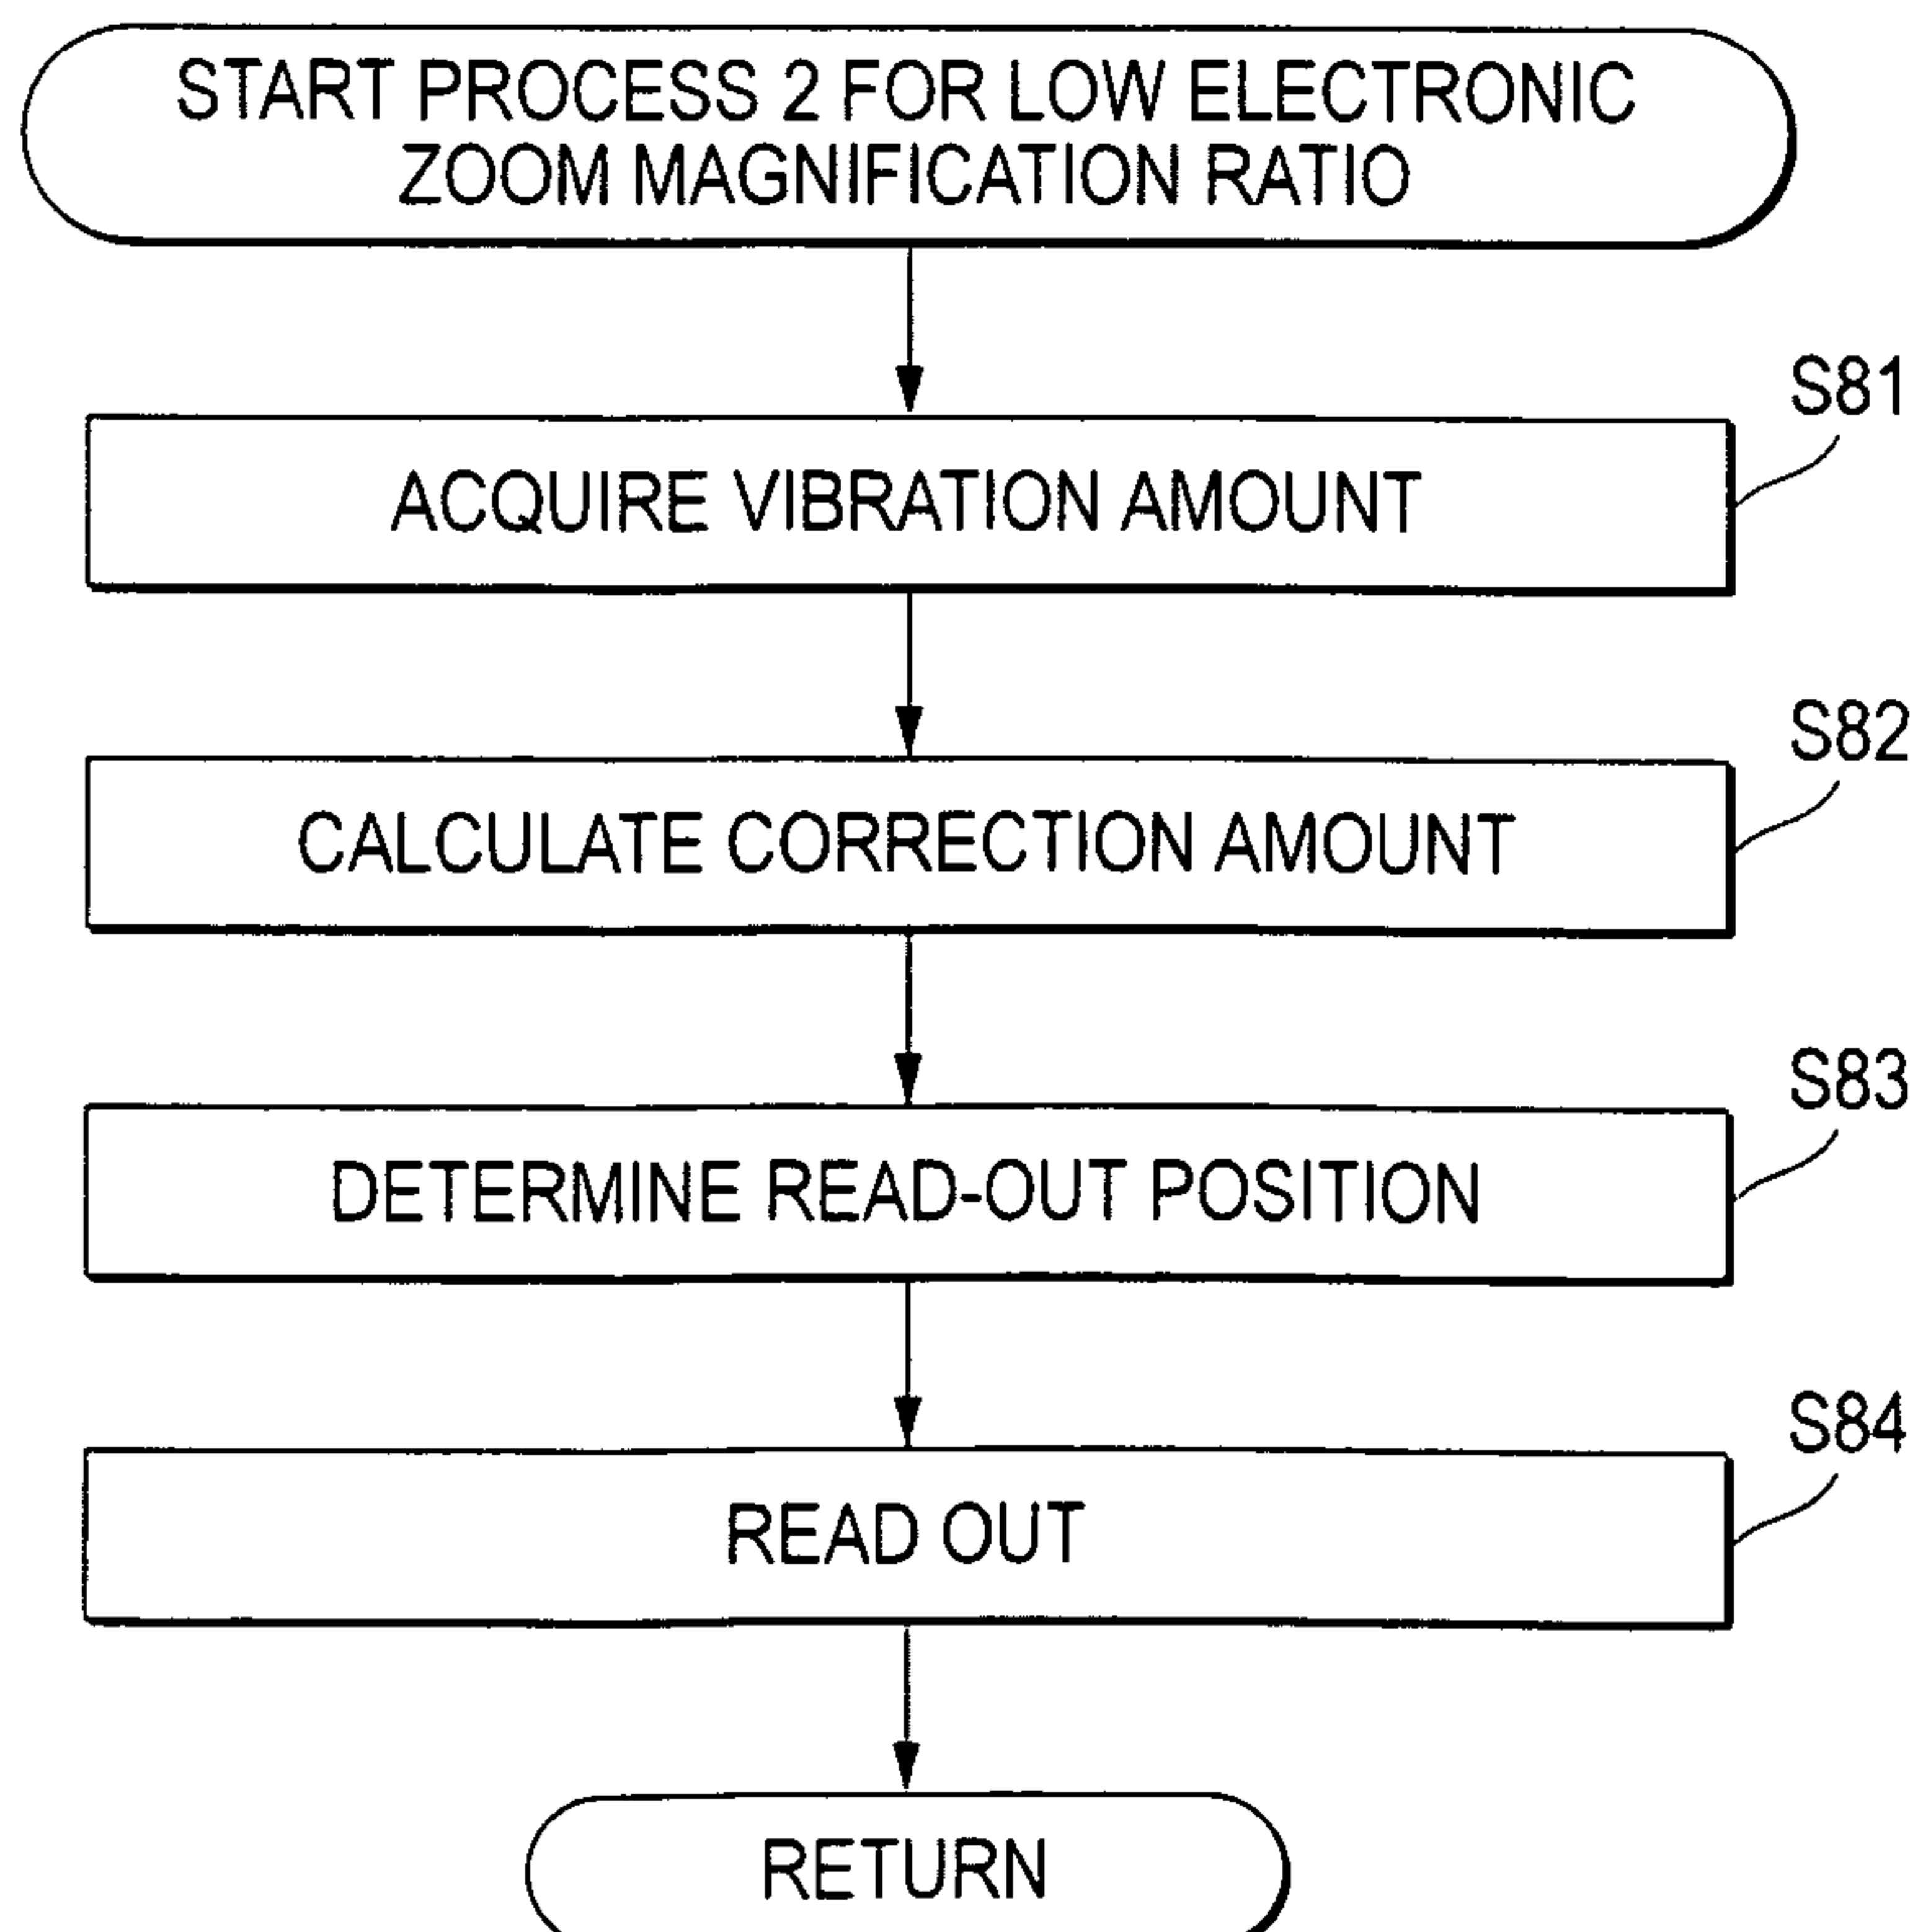 START PROCESS 2 FOR LOW ELECTRONIC
ZOOM MAGNIFICATION RATIO
S81
ACQUIRE VIBRATION AMOUNT
S82
CALCULATE CORRECTION AMOUNT
S83
DETERMINE READ-OUT POSITION
S84
READ OUT
RETURN